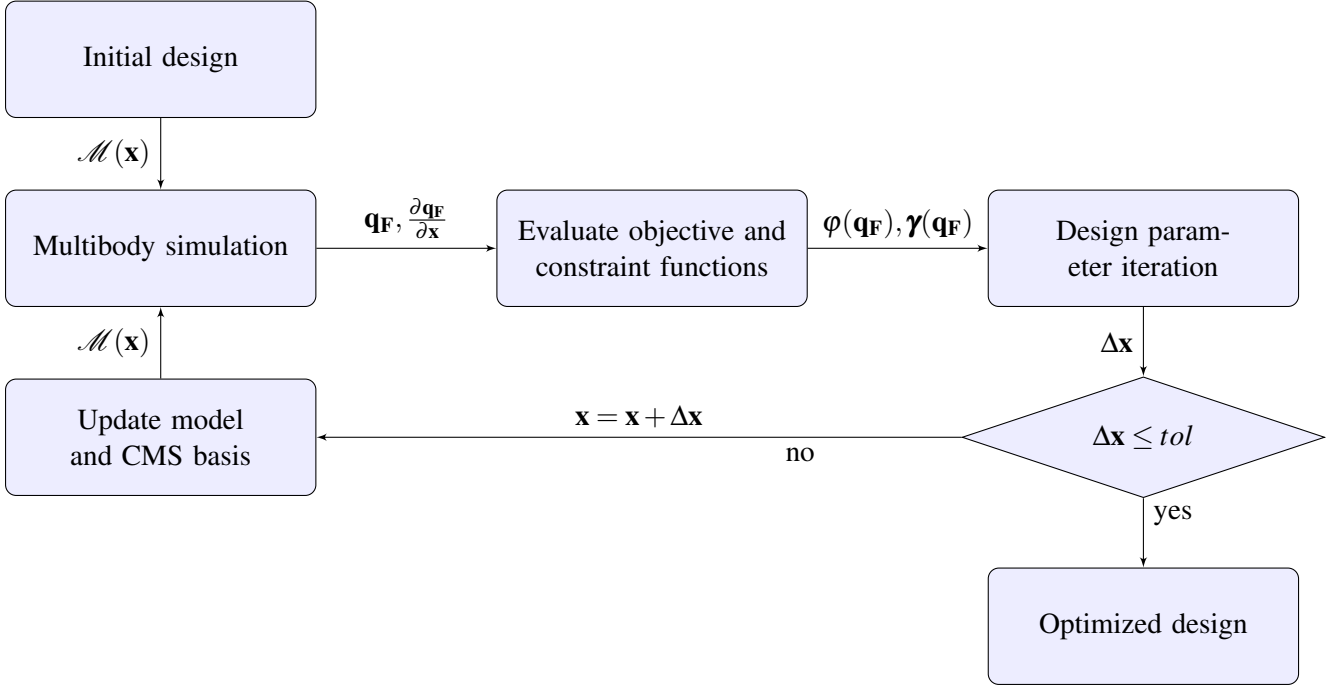 Initial design
ℳ(𝐱)
Multibody simulation
𝐪_𝐅, ∂𝐪_𝐅/∂𝐱
Evaluate objective and
constraint functions
𝝋(𝐪_𝐅), 𝜸(𝐪_𝐅)
Design param-
eter iteration
ℳ(𝐱)
Δ𝐱
Update model
and CMS basis
𝐱 = 𝐱 + Δ𝐱
no
Δ𝐱 ≤ tol
yes
Optimized design